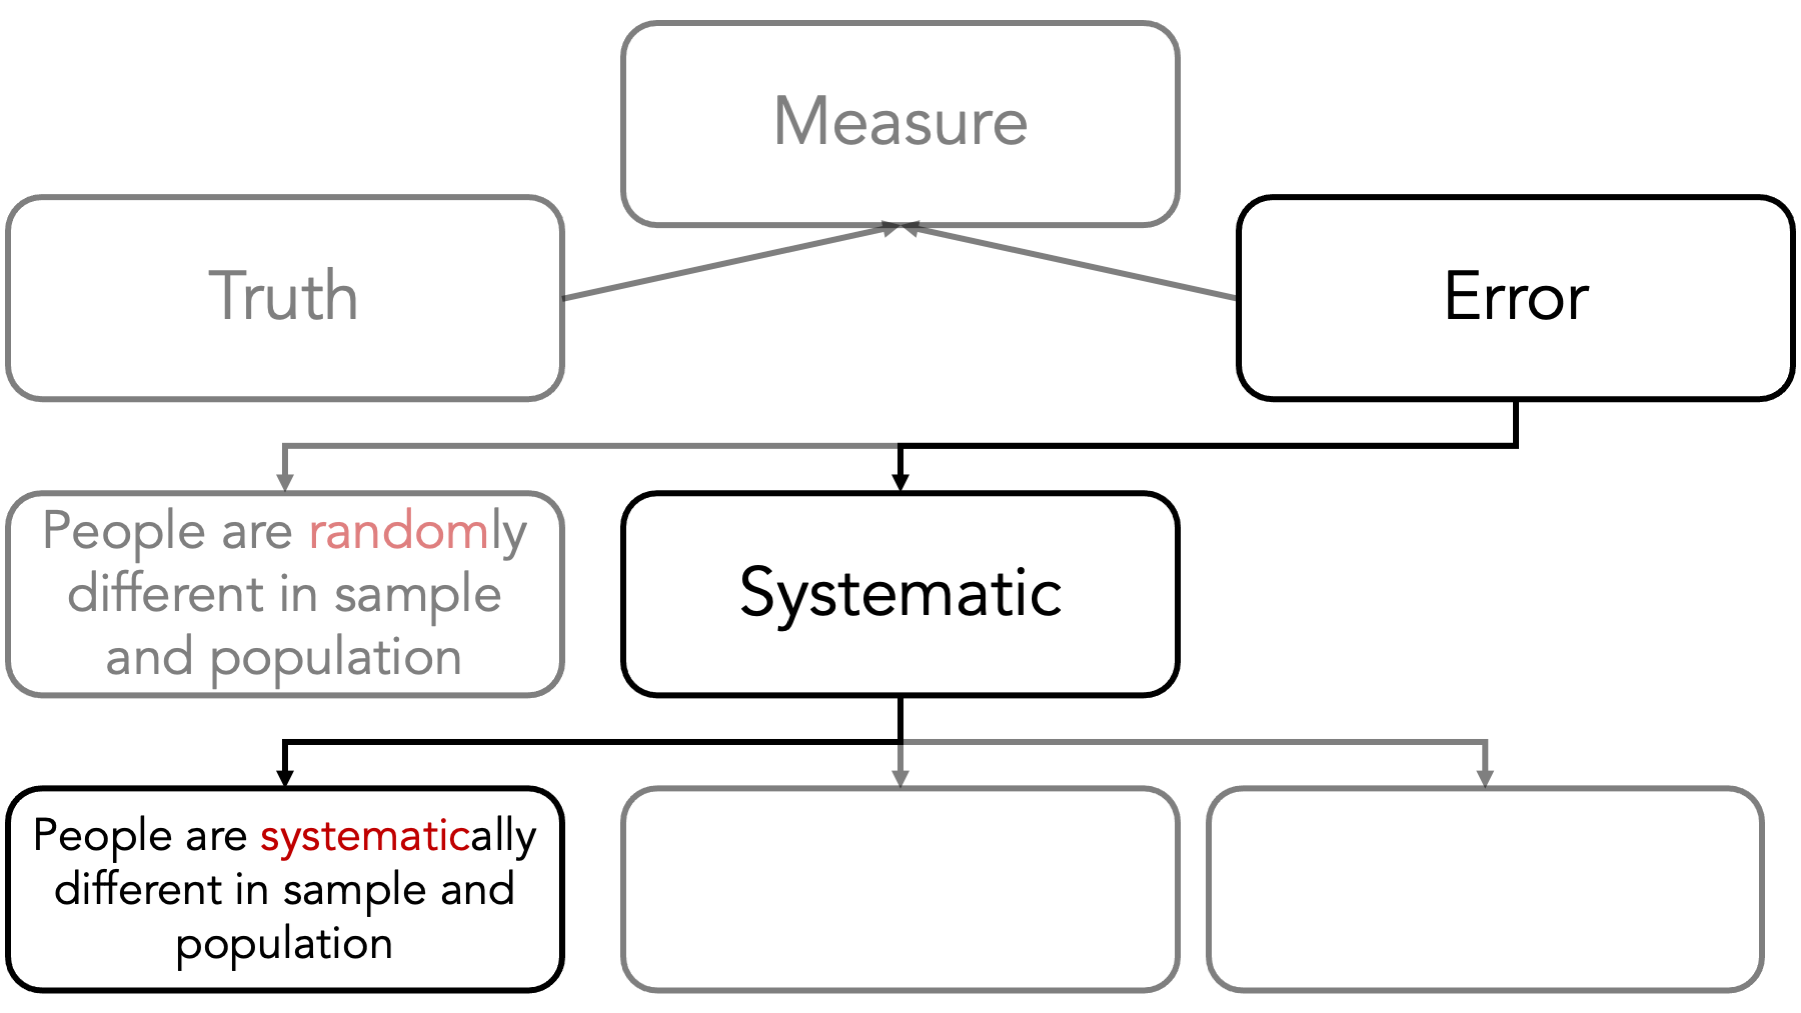 Measure
Truth
Error
People are randomly
different in sample
and population
Systematic
People are systematically
different in sample and
population